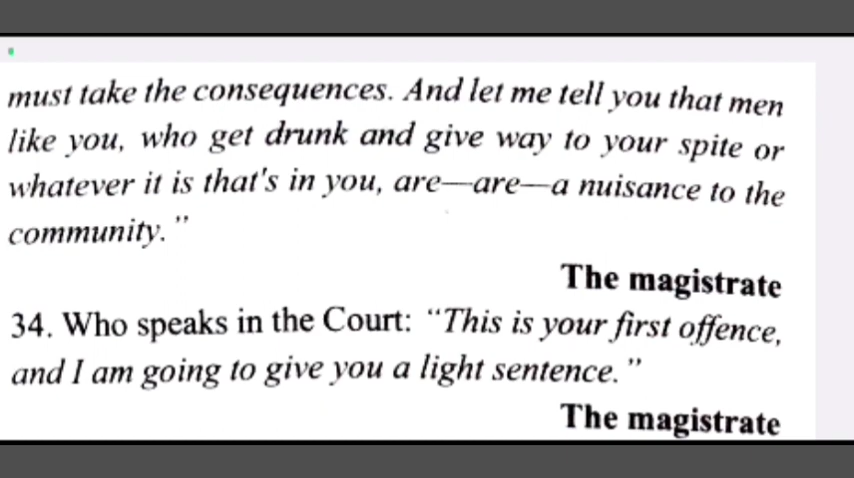 must take the consequences. And let me tell you that men
like you, who get drunk and give way to your spite or
whatever it is that's in you, are—are—a nuisance to the
community."
The magistrate
34. Who speaks in the Court: "This is your first offence,
and I am going to give you a light sentence."
The magistrate